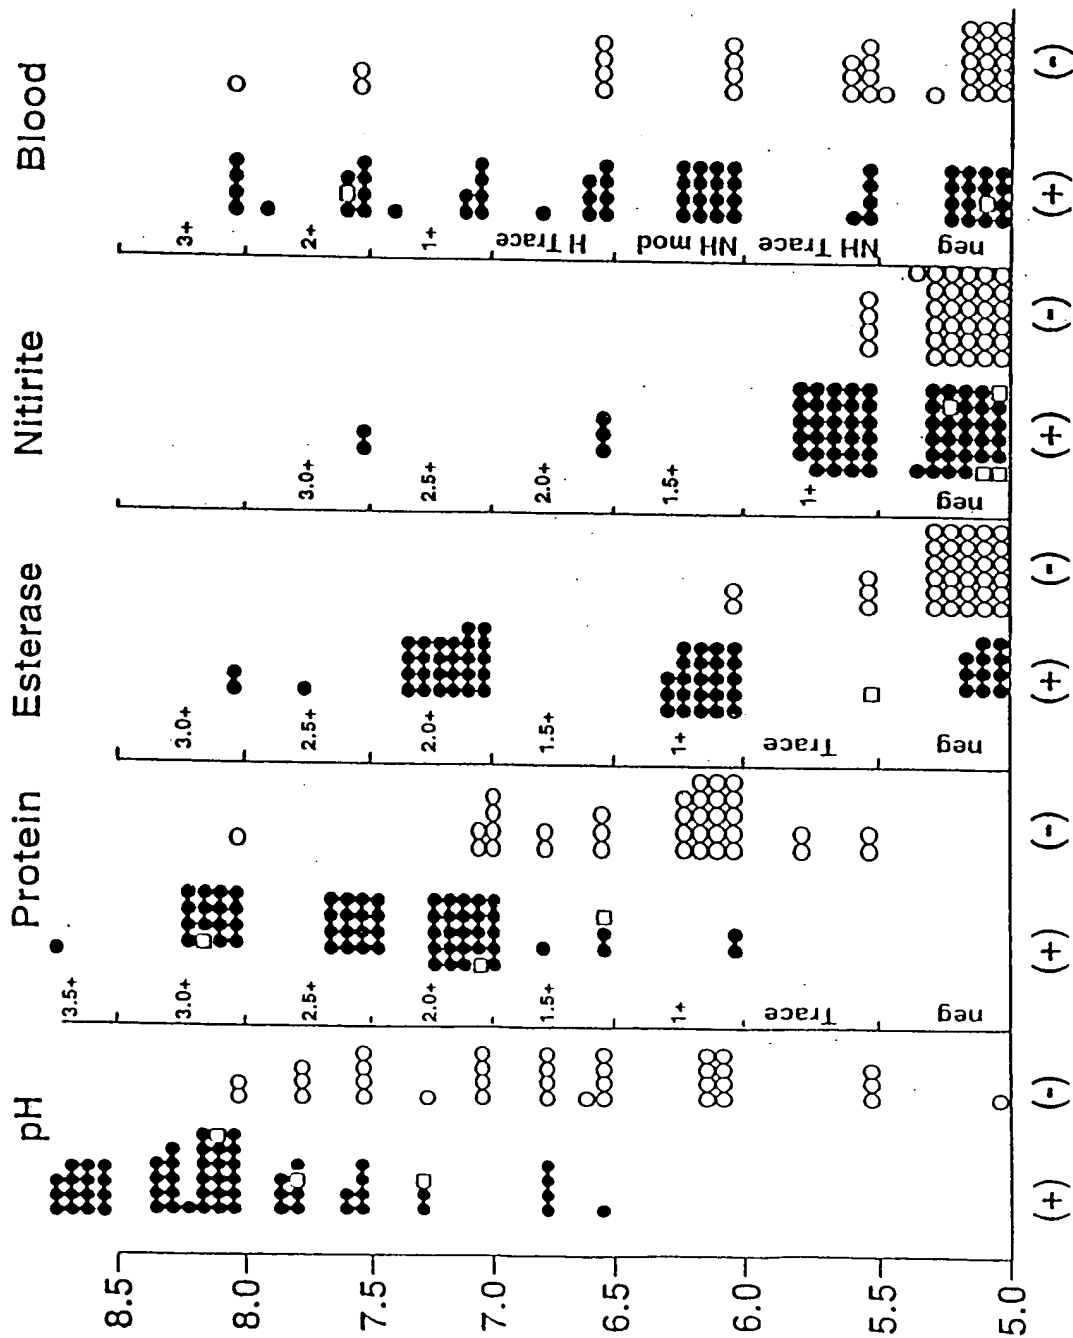 pH
Protein
Esterase
Nitirite
Blood
8.5
8.0
7.5
7.0
6.5
6.0
5.5
5.0
3.5+
3.0+
2.5+
2.0+
1.5+
1+
Trace
neg
3.0+
2.5+
2.0+
1.5+
1+
Trace
neg
3.0+
2.5+
2.0+
1.5+
1+
neg
3+
2+
1+
H Trace
NH mod
NH Trace
neg
(+)
(-)
(+)
(-)
(+)
(-)
(+)
(-)
(+)
(-)